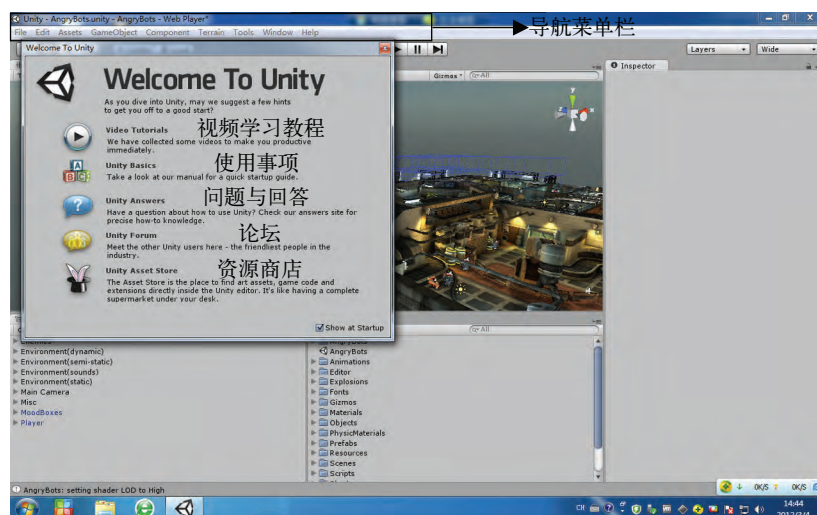 Unity - AngryBots.unity - AngryBots - Web Player*
导航菜单栏
File Edit Assets GameObject Component Terrain Tools Window Help
Welcome To Unity
Layers
Wide
Inspector
Gizmos
All
Welcome To Unity
As you dive into Unity, may we suggest a few hints
to get you off to a good start?
Video Tutorials 视频学习教程
We have collected some videos to make you productive
immediately.
Unity Basics 使用事项
Take a look at our manual for a quick startup guide.
Unity Answers 问题与回答
Have a question about how to use Unity? Check our answers site for
precise how-to knowledge.
Unity Forum 论坛
Meet the other Unity users here - the friendliest people in the
industry.
Unity Asset Store 资源商店
The Asset Store is the place to find art assets, game code and
extensions directly inside the Unity editor. It's like having a complete
supermarket under your desk.
Show at Startup
All
Environment(dynamic)
Environment(semi-static)
Environment(sounds)
Environment(static)
Main Camera
Misc
MoodBoxes
Player
AngryBots
Animations
Editor
Explosions
Fonts
Gizmos
Materials
Objects
PhysicMaterials
Prefabs
Resources
Scenes
Scripts
AngryBots: setting shader LOD to High
0K/S 0K/S
CH
14:44